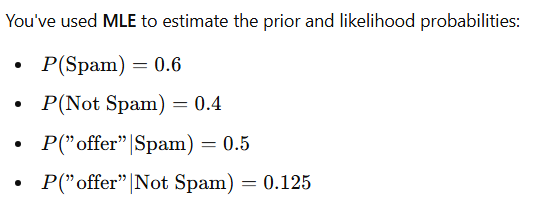 You've used MLE to estimate the prior and likelihood probabilities:
• P(Spam) = 0.6
• P(Not Spam) = 0.4
• P(”offer”|Spam) = 0.5
• P(”offer”|Not Spam) = 0.125